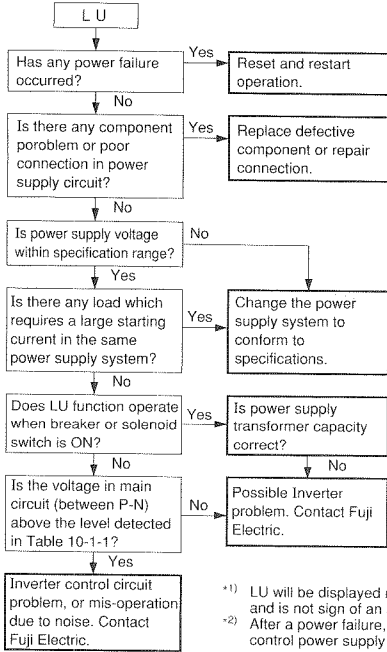 L U
Has any power failure
occurred?
Yes
Reset and restart
operation.
No
Is there any component
poroblem or poor
connection in power
supply circuit?
Yes
Replace defective
component or repair
connection.
No
Is power supply voltage
within specification range?
No
Yes
Is there any load which
requires a large starting
current in the same
power supply system?
Yes
Change the power
supply system to
conform to
specifications.
No
Does LU function operate
when breaker or solenoid
switch is ON?
Yes
Is power supply
transformer capacity
correct?
No
No
Is the voltage in main
circuit (between P-N)
above the level detected
in Table 10-1-1?
No
Possible Inverter
problem. Contact Fuji
Electric.
Yes
Inverter control circuit
problem, or mis-operation
due to noise. Contact
Fuji Electric.
*1) LU will be displayed
and is not sign of an
*2) After a power failure,
control power supply